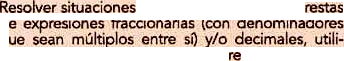 Resolver situaciones restas
e expresiones fraccionarias (con denominadores
ue sean múltiplos entre sí) y/o decimales, utili-
re